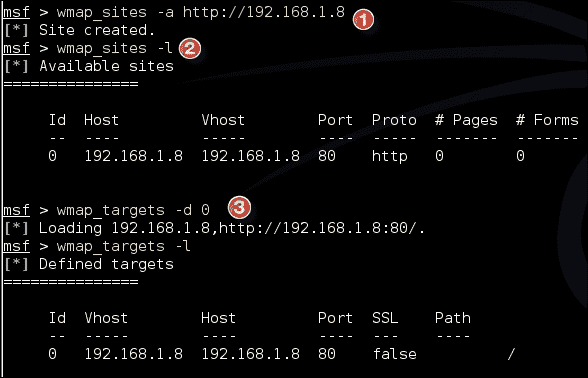 msf > wmap_sites -a http://192.168.1.8 1
[*] Site created.
msf > wmap_sites -l 2
[*] Available sites
===============
Id Host Vhost Port Proto # Pages # Forms
-- ---- ----- ---- ----- ------- -------
0 192.168.1.8 192.168.1.8 80 http 0 0
msf > wmap_targets -d 0 3
[*] Loading 192.168.1.8,http://192.168.1.8:80/.
msf > wmap_targets -l
[*] Defined targets
===============
Id Vhost Host Port SSL Path
-- ----- ---- ---- --- ----
0 192.168.1.8 192.168.1.8 80 false /